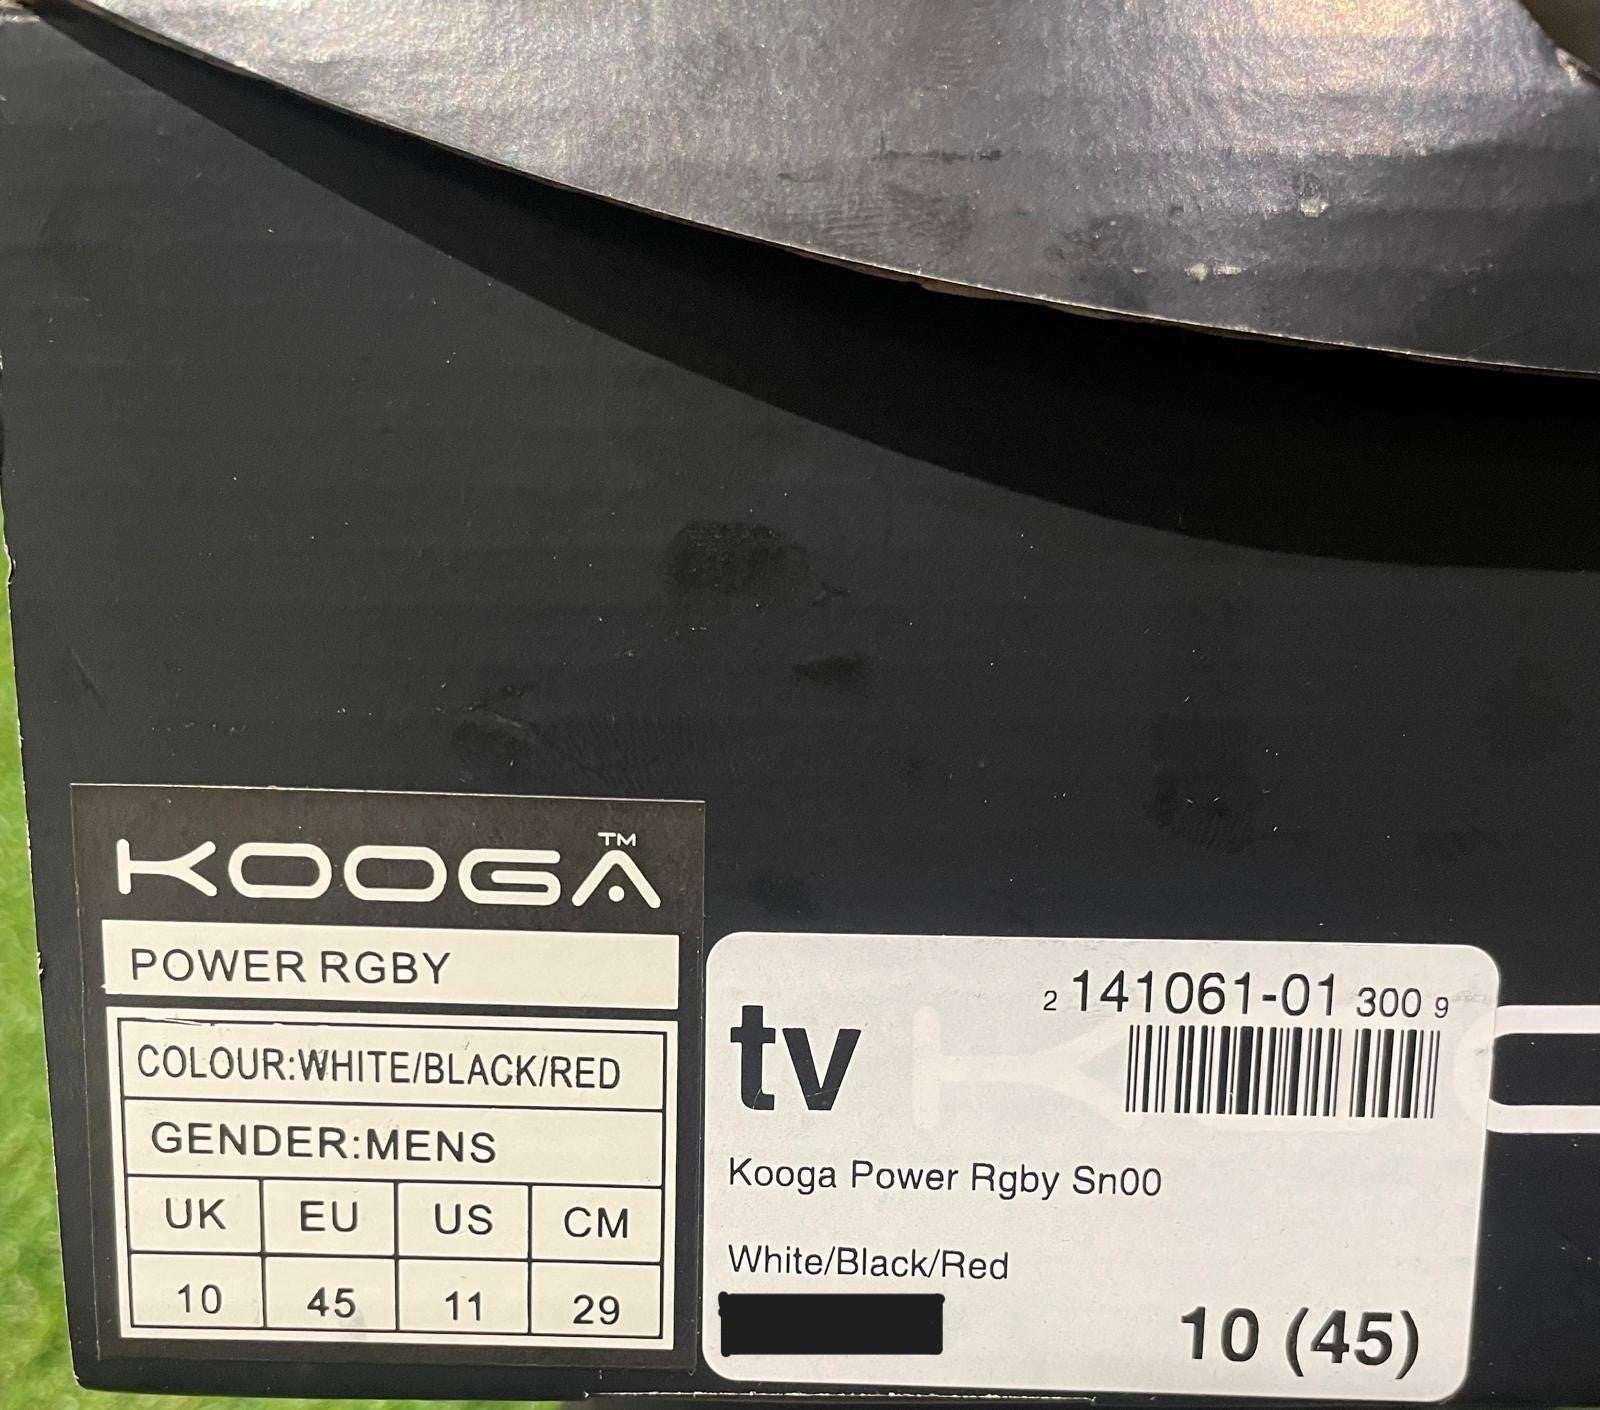 KOOGA™
POWER RGBY
COLOUR:WHITE/BLACK/RED
GENDER:MENS
UK EU US CM
10 45 11 29
tv
2 141061-01 300 9
Kooga Power Rgby Sn00
White/Black/Red
10 (45)